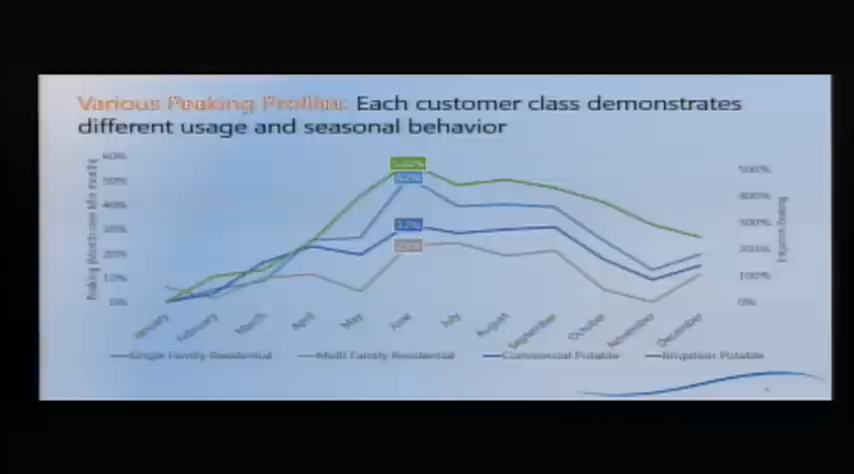 Various Peaking Profiles: Each customer class demonstrates
different usage and seasonal behavior
60%
50%
40%
30%
20%
10%
0%
500%
400%
300%
200%
100%
0%
January
February
March
April
May
June
July
August
September
October
November
December
Single Family Residential
Multi Family Residential
Commercial Potable
Irrigation Potable